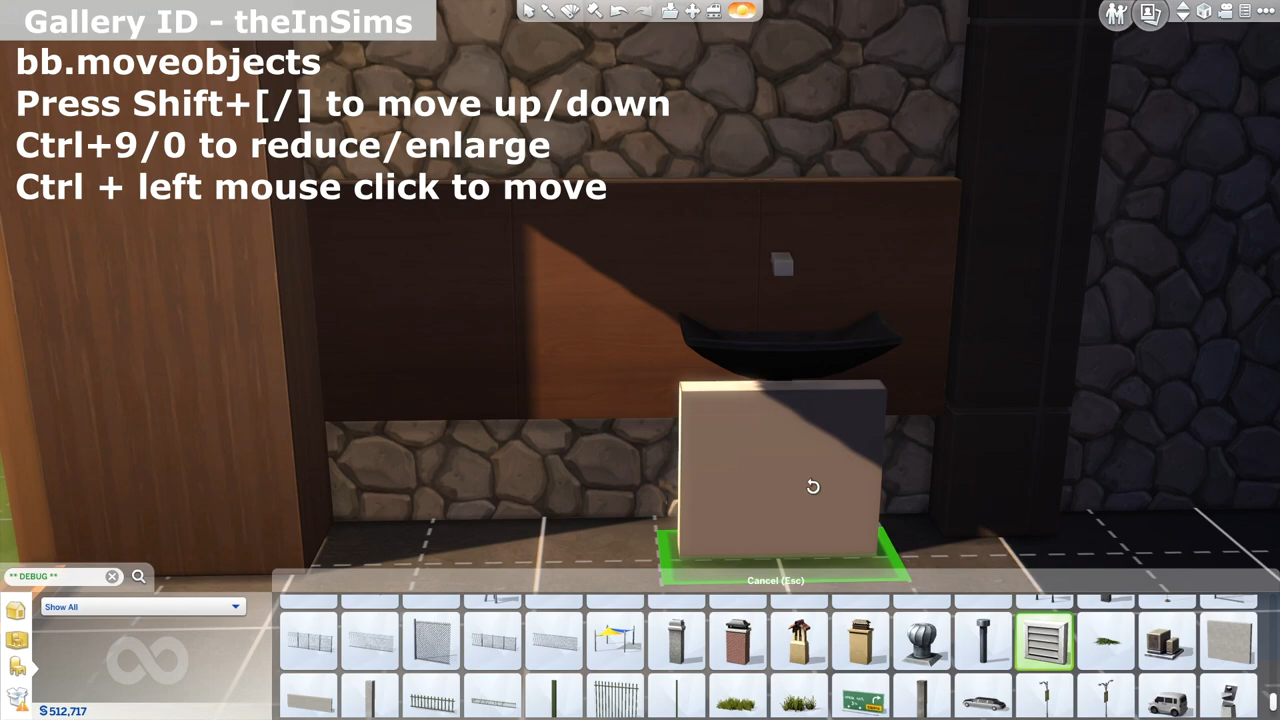 Gallery ID - theInSims
bb.moveobjects
Press Shift+[/] to move up/down
Ctrl+9/0 to reduce/enlarge
Ctrl + left mouse click to move
Cancel (Esc)
** DEBUG **
Show All
§512,717